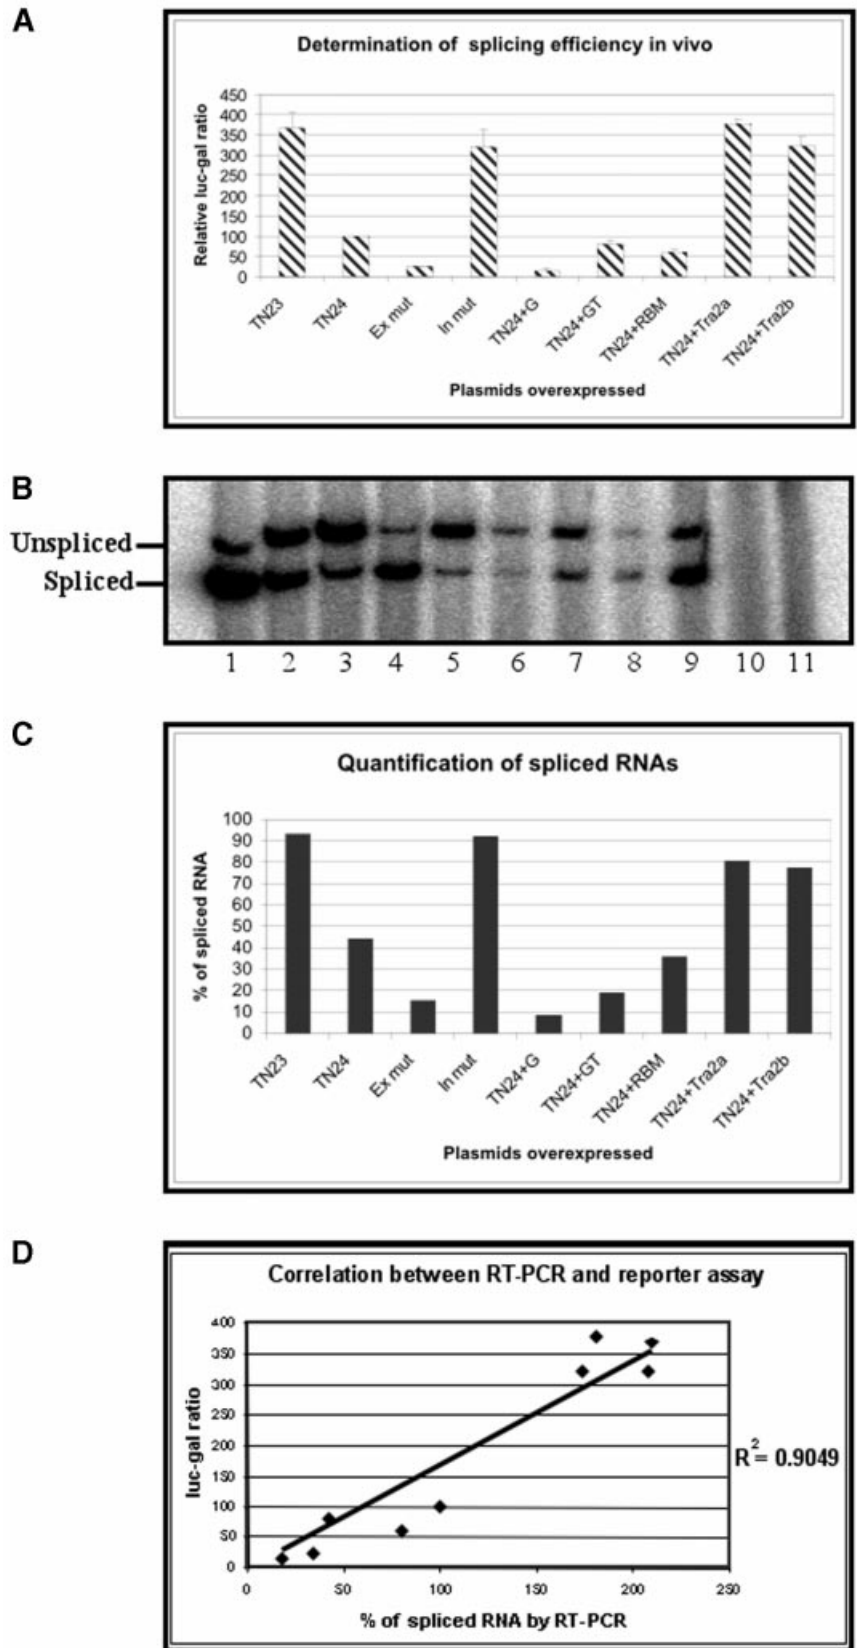 A
Determination of splicing efficiency in vivo
Relative luc-gal ratio
450
400
350
300
250
200
150
100
50
0
TN23
TN24
Ex mut
In mut
TN24+G
TN24+GT
TN24+RBM
TN24+Tra2a
TN24+Tra2b
Plasmids overexpressed
B
Unspliced
Spliced
1 2 3 4 5 6 7 8 9 10 11
C
Quantification of spliced RNAs
% of spliced RNA
100
90
80
70
60
50
40
30
20
10
0
TN23
TN24
Ex mut
In mut
TN24+G
TN24+GT
TN24+RBM
TN24+Tra2a
TN24+Tra2b
Plasmids overexpressed
D
Correlation between RT-PCR and reporter assay
luc-gal ratio
400
350
300
250
200
150
100
50
0
0 50 100 150 200 250
R2= 0.9049
% of spliced RNA by RT-PCR